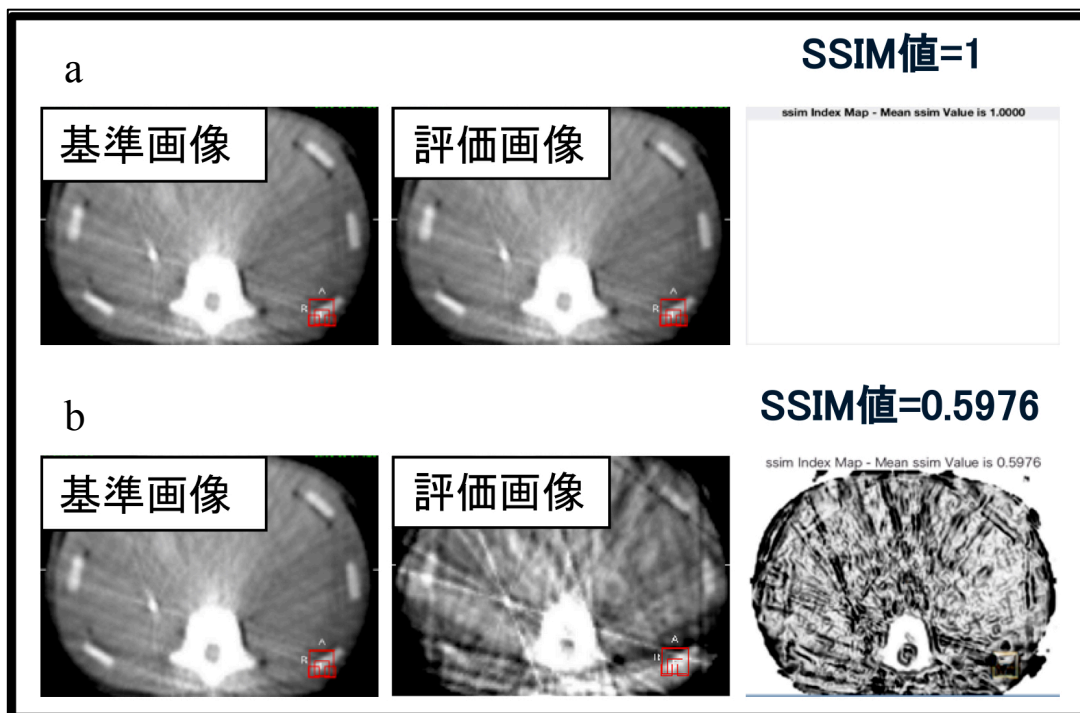 a
SSIM値=1
基準画像
評価画像
ssim Index Map - Mean ssim Value is 1.0000
A
R
A
R
b
SSIM値=0.5976
基準画像
評価画像
ssim Index Map - Mean ssim Value is 0.5976
A
R
A